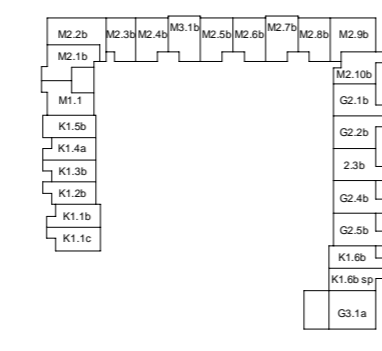 M2.2b
M2.3b
M2.4b
M3.1b
M2.5b
M2.6b
M2.7b
M2.8b
M2.9b
M2.1b
M1.1
K1.5b
K1.4a
K1.3b
K1.2b
K1.1b
K1.1c
M2.10b
G2.1b
G2.2b
2.3b
G2.4b
G2.5b
K1.6b
K1.6b sp
G3.1a